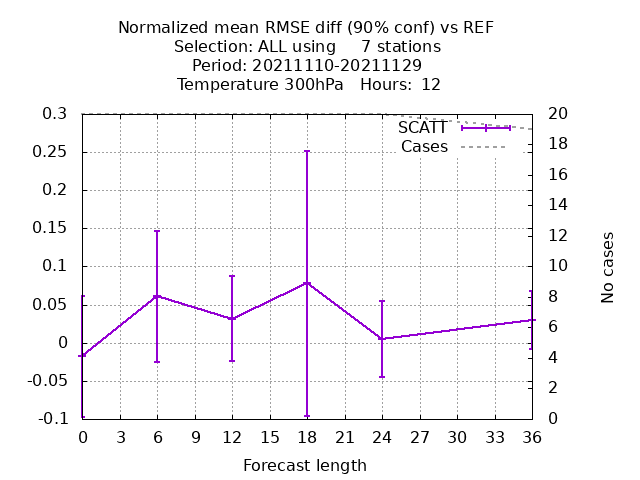 Normalized mean RMSE diff (90% conf) vs REF
Selection: ALL using     7 stations
Period: 20211110-20211129
Temperature 300hPa   Hours:  12
0.3
0.25
0.2
0.15
0.1
0.05
0
-0.05
-0.1
20
18
16
14
12
10
8
6
4
2
0
SCATT
Cases
No cases
0 3 6 9 12 15 18 21 24 27 30 33 36
Forecast length